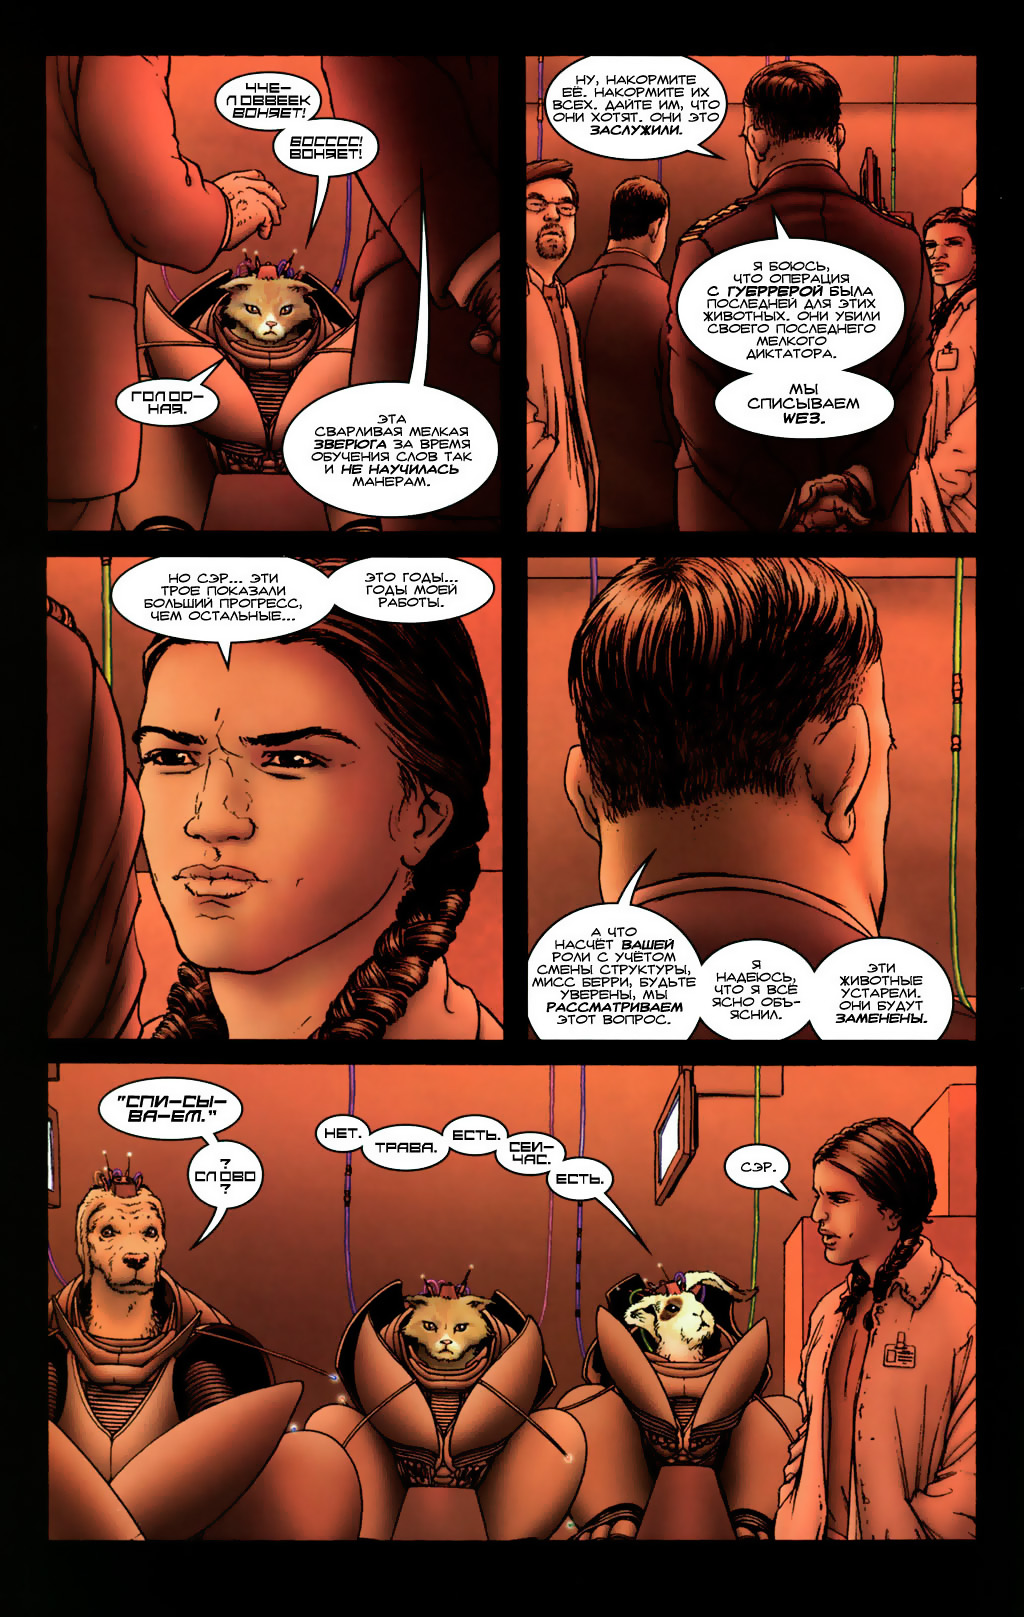 ЧЧЕ-
ЛОВВЕЕК
ВОНЯЕТ!
БОСССС!
ВОНЯЕТ!
ГОЛОД-
НАЯ.
ЭТА
СВАРЛИВАЯ МЕЛКАЯ
ЗВЕРЮГА ЗА ВРЕМЯ
ОБУЧЕНИЯ СЛОВ ТАК
И НЕ НАУЧИЛАСЬ
МАНЕРАМ.
НУ, НАКОРМИТЕ
ЕЁ. НАКОРМИТЕ ИХ
ВСЕХ. ДАЙТЕ ИМ, ЧТО
ОНИ ХОТЯТ. ОНИ ЭТО
ЗАСЛУЖИЛИ.
Я БОЮСЬ,
ЧТО ОПЕРАЦИЯ
С ГУБРРЕРОЙ БЫЛА
ПОСЛЕДНЕЙ ДЛЯ ЭТИХ
ЖИВОТНЫХ. ОНИ УБИЛИ
СВОЕГО ПОСЛЕДНЕГО
МЕЛКОГО
ДИКТАТОРА.
МЫ
СПИСЫВАЕМ
WE3.
НО СЭР... ЭТИ
ТРОЕ ПОКАЗАЛИ
БОЛЬШИЙ ПРОГРЕСС,
ЧЕМ ОСТАЛЬНЫЕ...
ЭТО ГОДЫ...
ГОДЫ МОЕЙ
РАБОТЫ.
А ЧТО
НАСЧЁТ ВАШЕЙ
РОЛИ С УЧЁТОМ
СМЕНЫ СТРУКТУРЫ,
МИСС БЕРРИ, БУДЬТЕ
УВЕРЕНЫ, МЫ
РАССМАТРИВАЕМ
ЭТОТ ВОПРОС.
Я
НАДЕЮСЬ,
ЧТО Я ВСЁ
ЯСНО ОБЪ-
ЯСНИЛ.
ЭТИ
ЖИВОТНЫЕ
УСТАРЕЛИ.
ОНИ БУДУТ
ЗАМЕНЕНЫ.
"СПИ-СЫ-
ВА-ЕМ."
?
СЛОВО
?
НЕТ.
ТРАВА.
ЕСТЬ.
СЕЙ-
ЧАС.
ЕСТЬ.
СЭР.